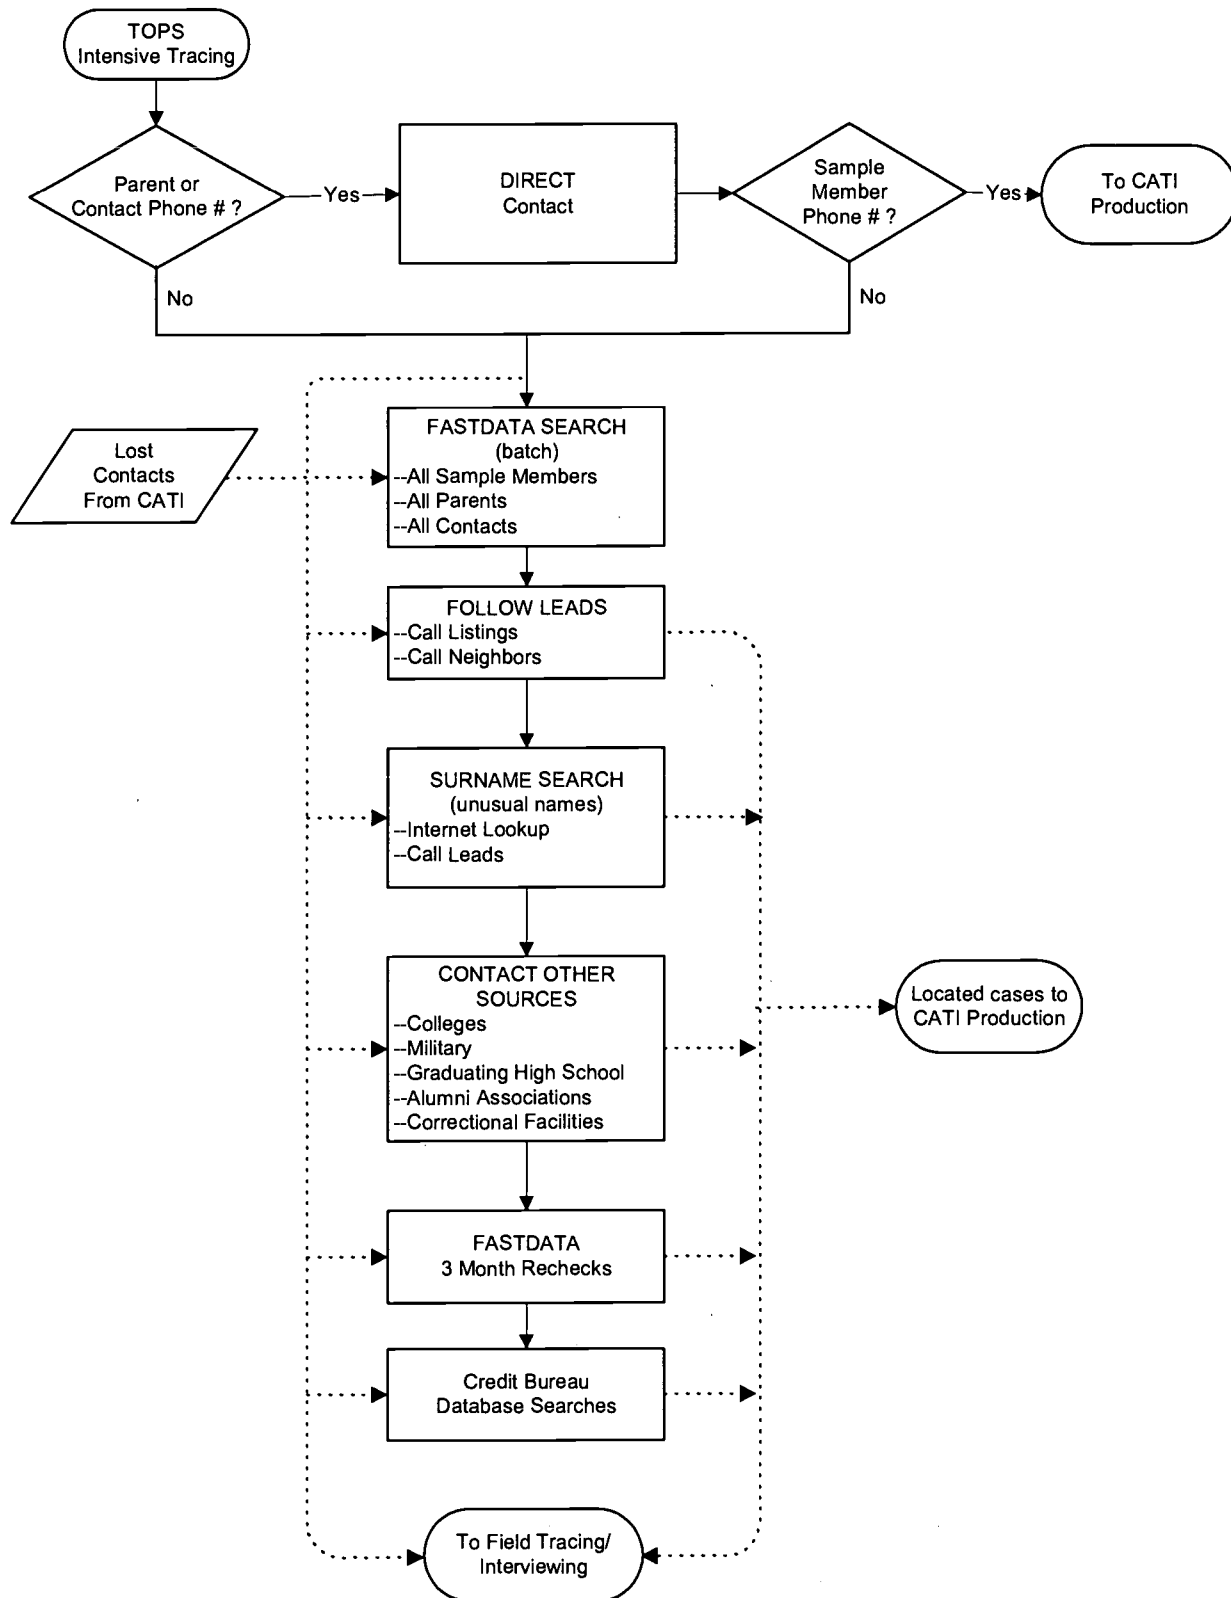 TOPS
Intensive Tracing
Parent or
Contact Phone # ?
Yes
DIRECT
Contact
Sample
Member
Phone # ?
Yes
To CATI
Production
No
No
Lost
Contacts
From CATI
FASTDATA SEARCH
(batch)
--All Sample Members
--All Parents
--All Contacts
FOLLOW LEADS
--Call Listings
--Call Neighbors
SURNAME SEARCH
(unusual names)
--Internet Lookup
--Call Leads
CONTACT OTHER
SOURCES
--Colleges
--Military
--Graduating High School
--Alumni Associations
--Correctional Facilities
Located cases to
CATI Production
FASTDATA
3 Month Rechecks
Credit Bureau
Database Searches
To Field Tracing/
Interviewing